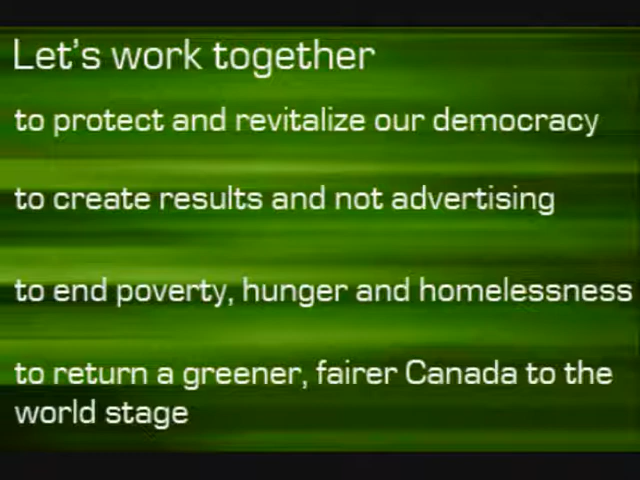 Let's work together
to protect and revitalize our democracy
to create results and not advertising
to end poverty, hunger and homelessness
to return a greener, fairer Canada to the
world stage